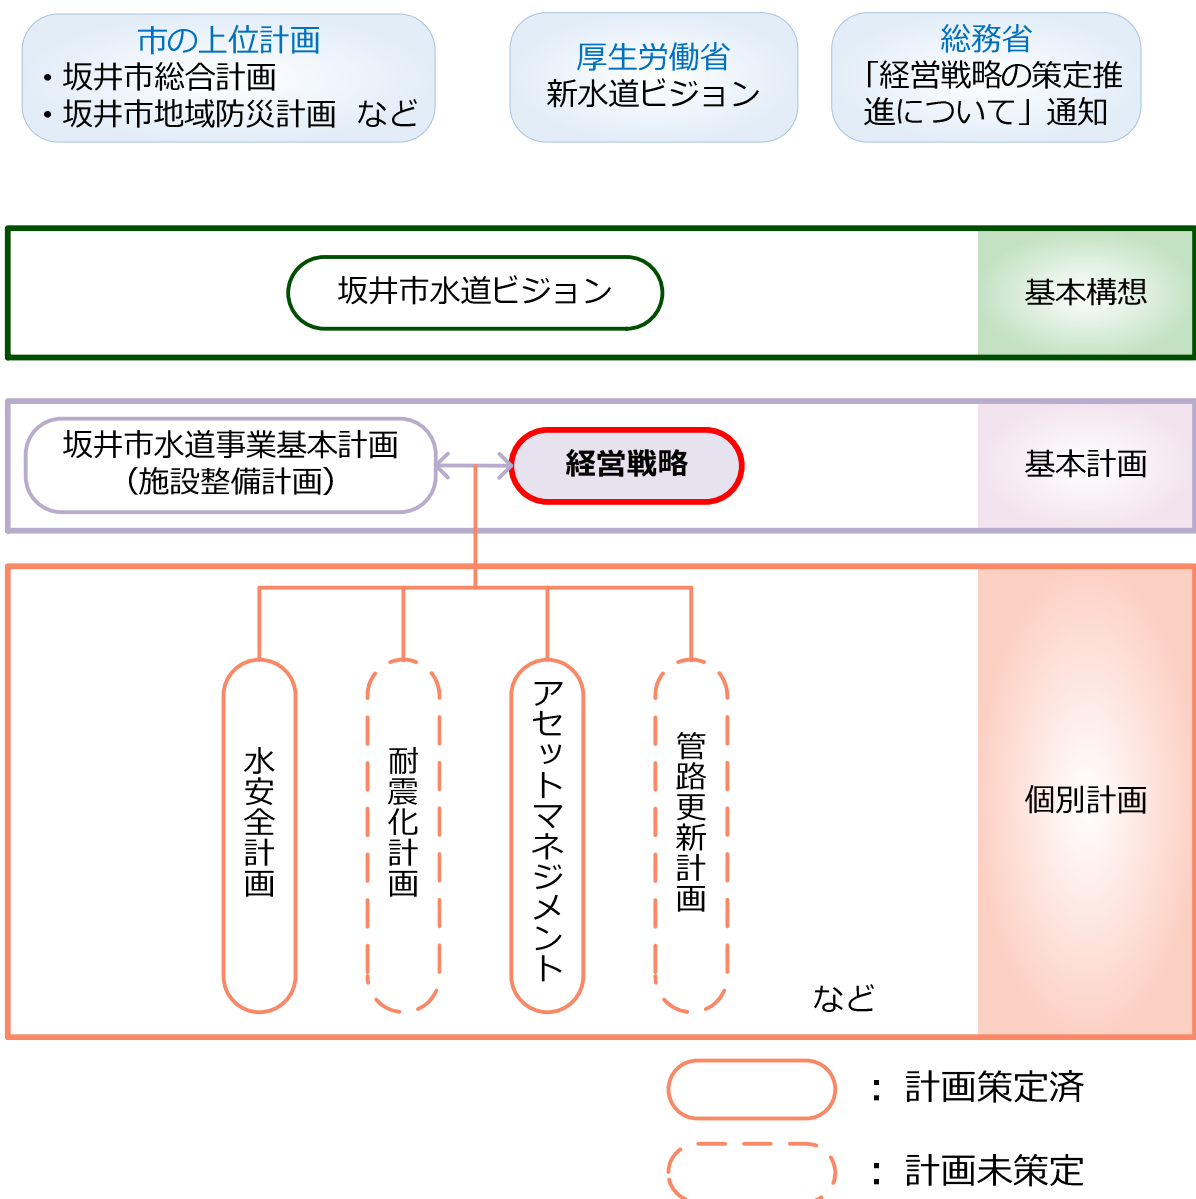 市の上位計画
・坂井市総合計画
・坂井市地域防災計画 など
厚生労働省
新水道ビジョン
総務省
「経営戦略の策定推
進について」通知
坂井市水道ビジョン
基本構想
坂井市水道事業基本計画
（施設整備計画）
経営戦略
基本計画
水安全計画
耐震化計画
アセットマネジメント
管路更新計画
など
個別計画
：計画策定済
：計画未策定